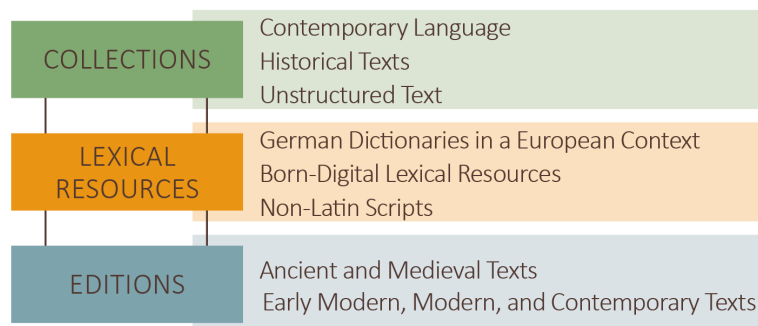 COLLECTIONS
Contemporary Language
Historical Texts
Unstructured Text
LEXICAL
RESOURCES
German Dictionaries in a European Context
Born-Digital Lexical Resources
Non-Latin Scripts
EDITIONS
Ancient and Medieval Texts
Early Modern, Modern, and Contemporary Texts